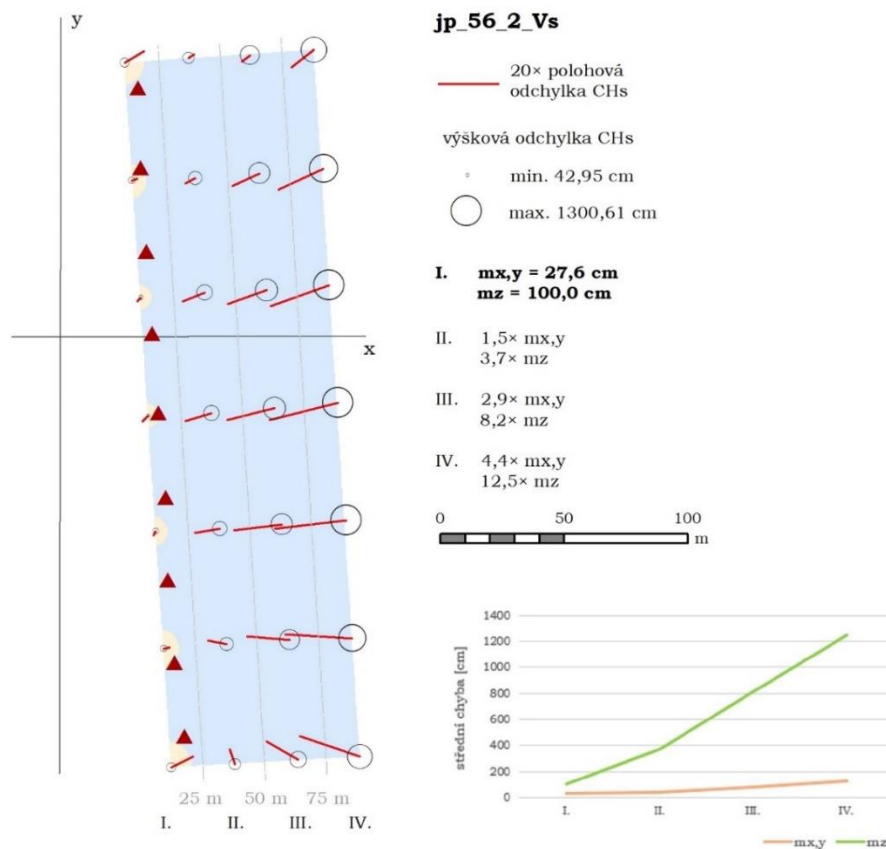 y
x
25 m 50 m 75 m
I. II. III. IV.
jp_56_2_Vs
20× polohová
odchylka CHs
výšková odchylka CHs
min. 42,95 cm
max. 1300,61 cm
I. mx,y = 27,6 cm
mz = 100,0 cm
II. 1,5× mx,y
3,7× mz
III. 2,9× mx,y
8,2× mz
IV. 4,4× mx,y
12,5× mz
0 50 100
m
střední chyba [cm]
1400
1200
1000
800
600
400
200
0
I. II. III. IV.
mx,y mz